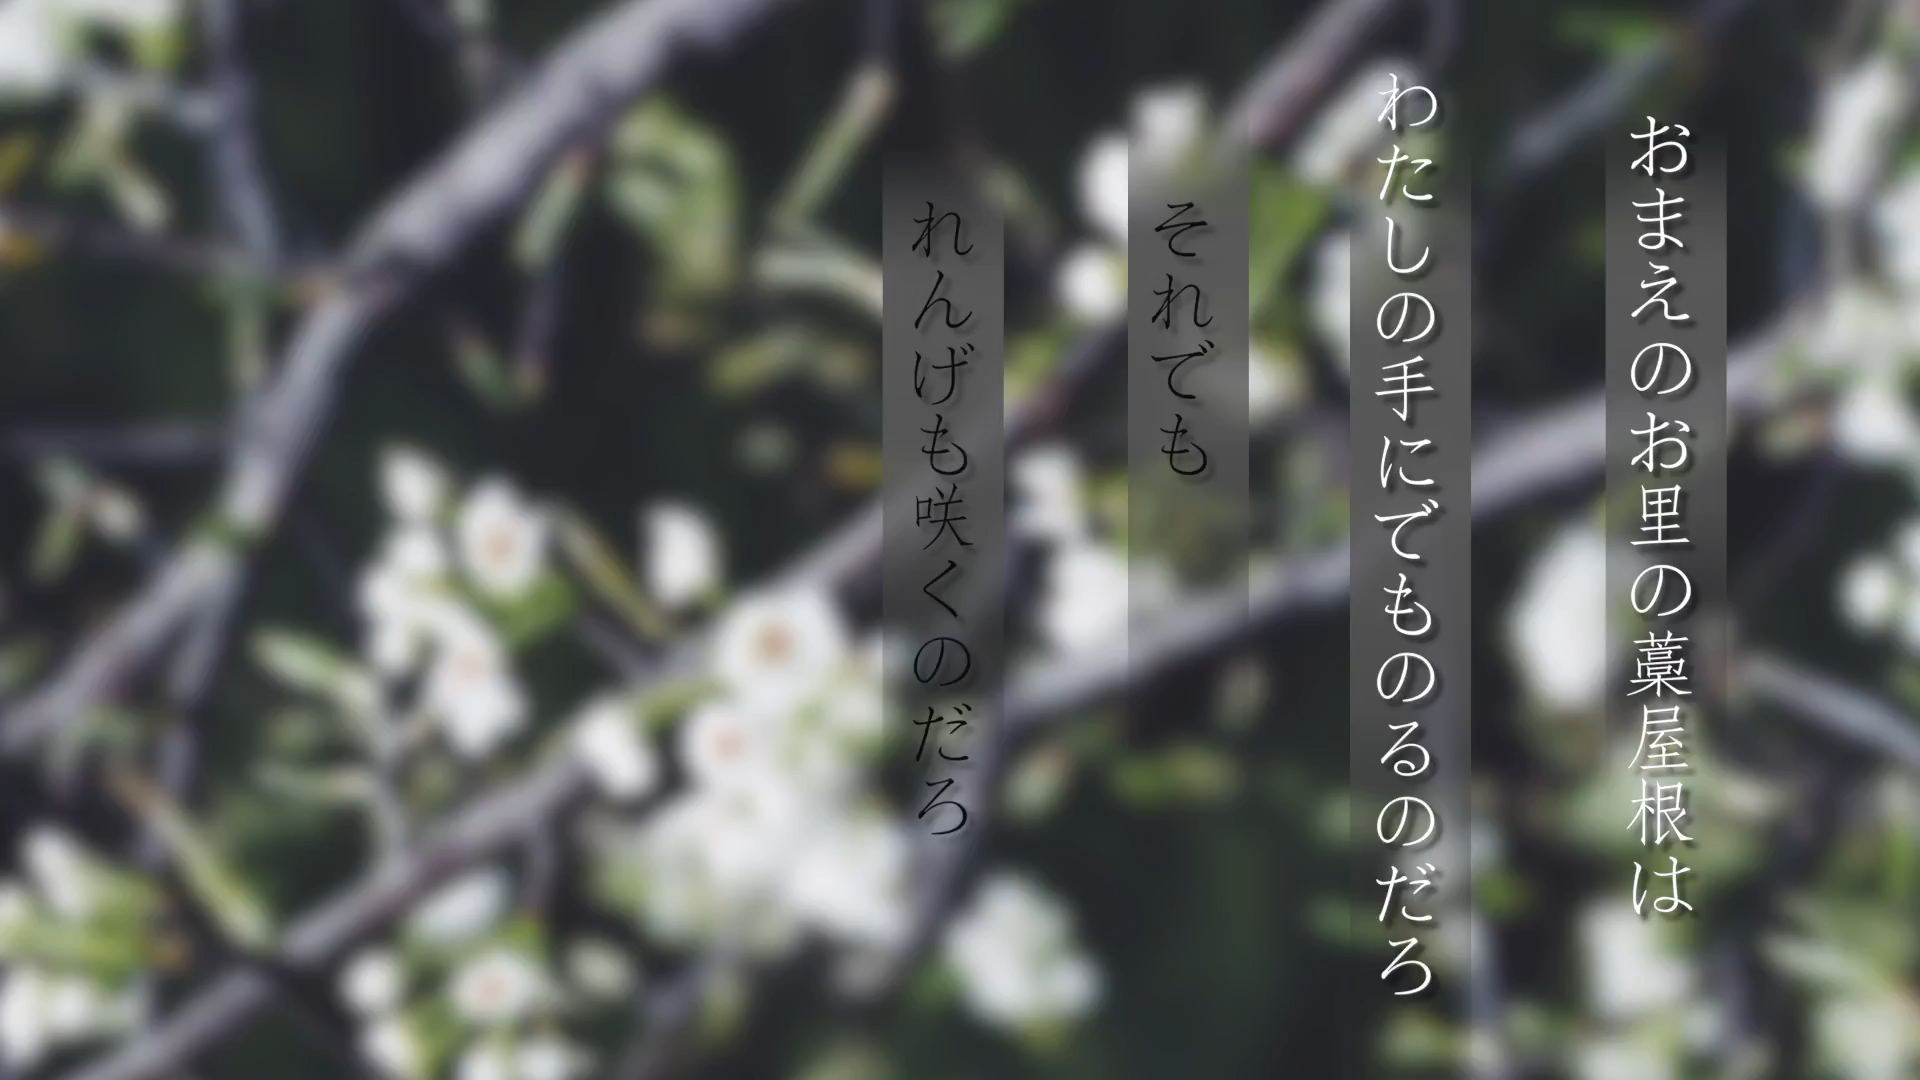 おまえのお里の藁屋根は
わたしの手にでものるのだろ
それでも
れんげも咲くのだろ